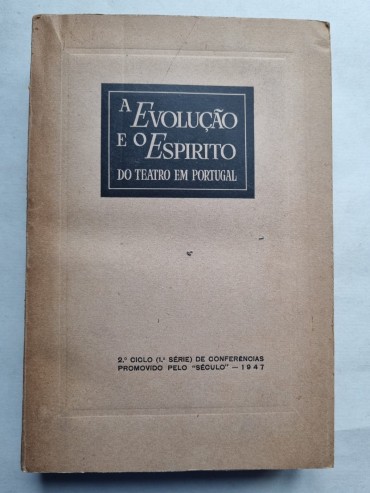 A EVOLUÇÃO
E O ESPIRITO
DO TEATRO EM PORTUGAL
2.º CICLO (1.ª SÉRIE) DE CONFERÊNCIAS
PROMOVIDO PELO "SÉCULO" — 1947